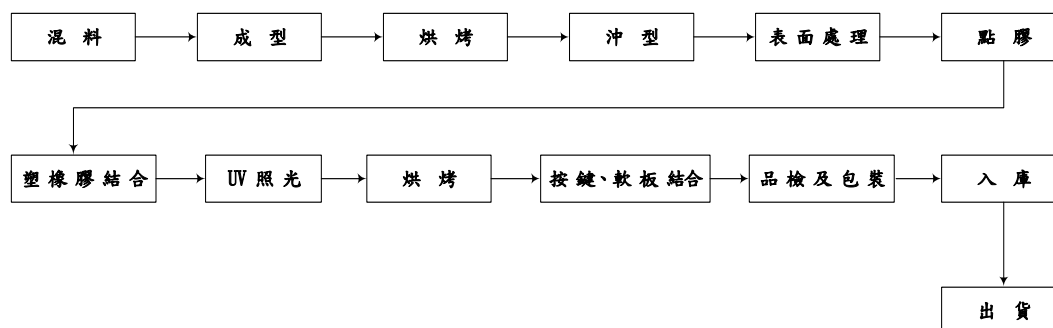 混料
成型
烘烤
沖型
表面處理
點膠
塑橡膠結合
UV照光
烘烤
按鍵、軟板結合
品檢及包裝
入庫
出貨